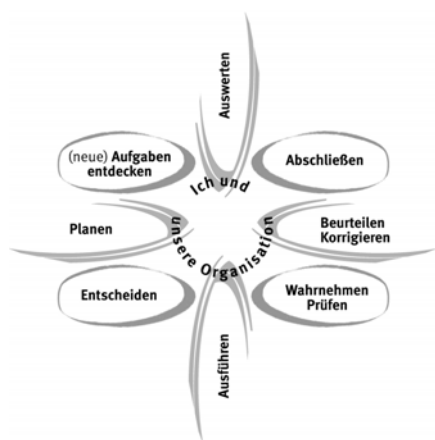 Auswerten
(neue) Aufgaben
entdecken
Abschließen
Ich und
unsere Organisation
Planen
Beurteilen
Korrigieren
Entscheiden
Wahrnehmen
Prüfen
Ausführen